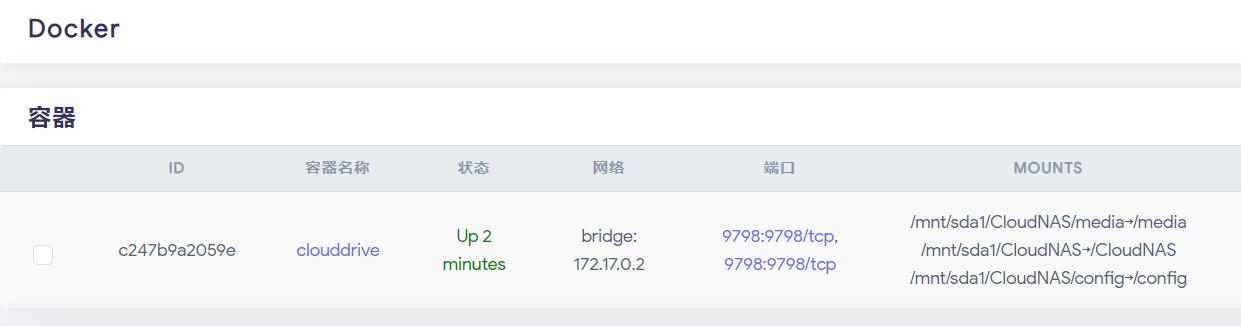 Docker
容器
ID 容器名称 状态 网络 端口 MOUNTS
c247b9a2059e clouddrive Up 2 minutes bridge: 172.17.0.2 9798:9798/tcp, 9798:9798/tcp /mnt/sda1/CloudNAS/media→/media
/mnt/sda1/CloudNAS→/CloudNAS
/mnt/sda1/CloudNAS/config→/config